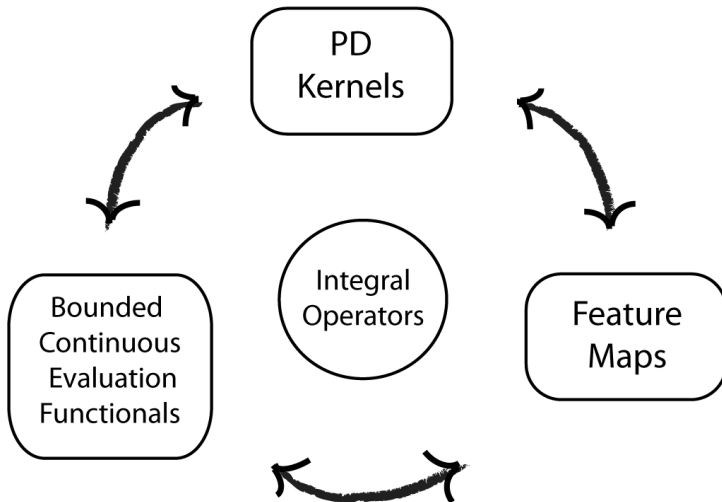 PD
Kernels
Integral
Operators
Bounded
Continuous
Evaluation
Functionals
Feature
Maps